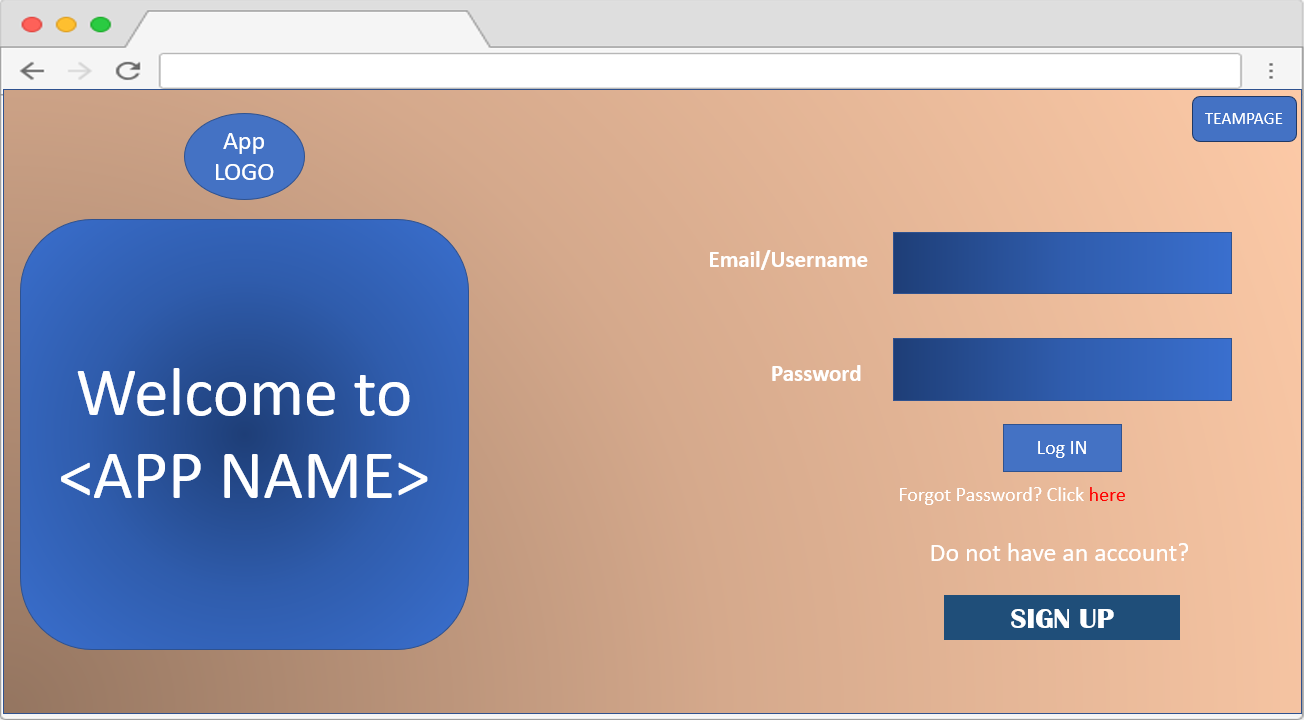 TEAMPAGE
App
LOGO
Welcome to
<APP NAME>
Email/Username
Password
Log IN
Forgot Password? Click here
Do not have an account?
SIGN UP